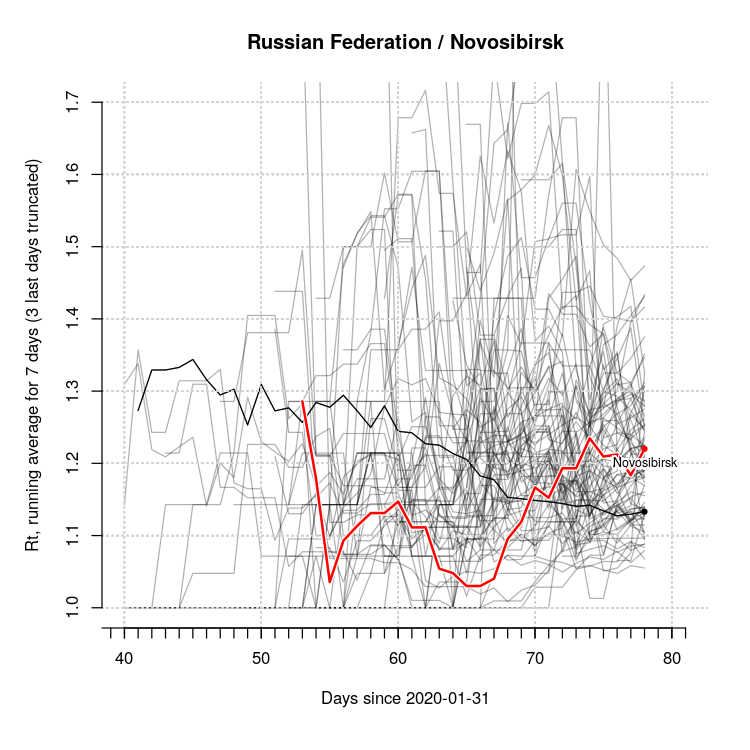 Russian Federation / Novosibirsk
Rt, running average for 7 days (3 last days truncated)
1.7
1.6
1.5
1.4
1.3
1.2
1.1
1.0
Novosibirsk
40 50 60 70 80
Days since 2020-01-31